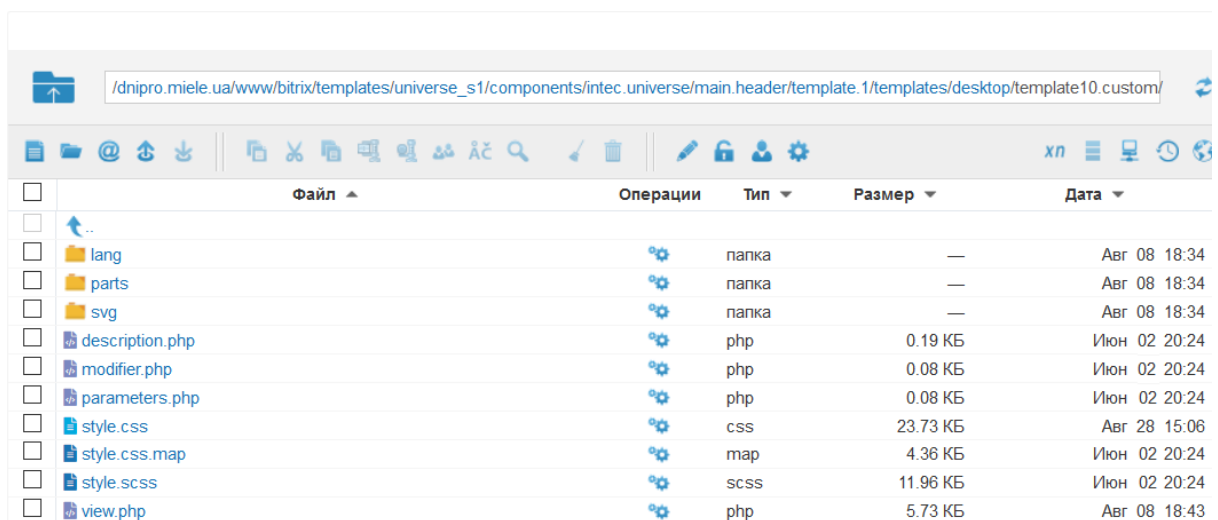 /dnipro.miele.ua/www/bitrix/templates/universe_s1/components/intec.universe/main.header/template.1/templates/desktop/template10.custom/
@ Åč хп
Файл Операции Тип Размер Дата
..
lang папка — Авг 08 18:34
parts папка — Авг 08 18:34
svg папка — Авг 08 18:34
description.php php 0.19 КБ Июн 02 20:24
modifier.php php 0.08 КБ Июн 02 20:24
parameters.php php 0.08 КБ Июн 02 20:24
style.css css 23.73 КБ Авг 28 15:06
style.css.map map 4.36 КБ Июн 02 20:24
style.scss scss 11.96 КБ Июн 02 20:24
view.php php 5.73 КБ Авг 08 18:43